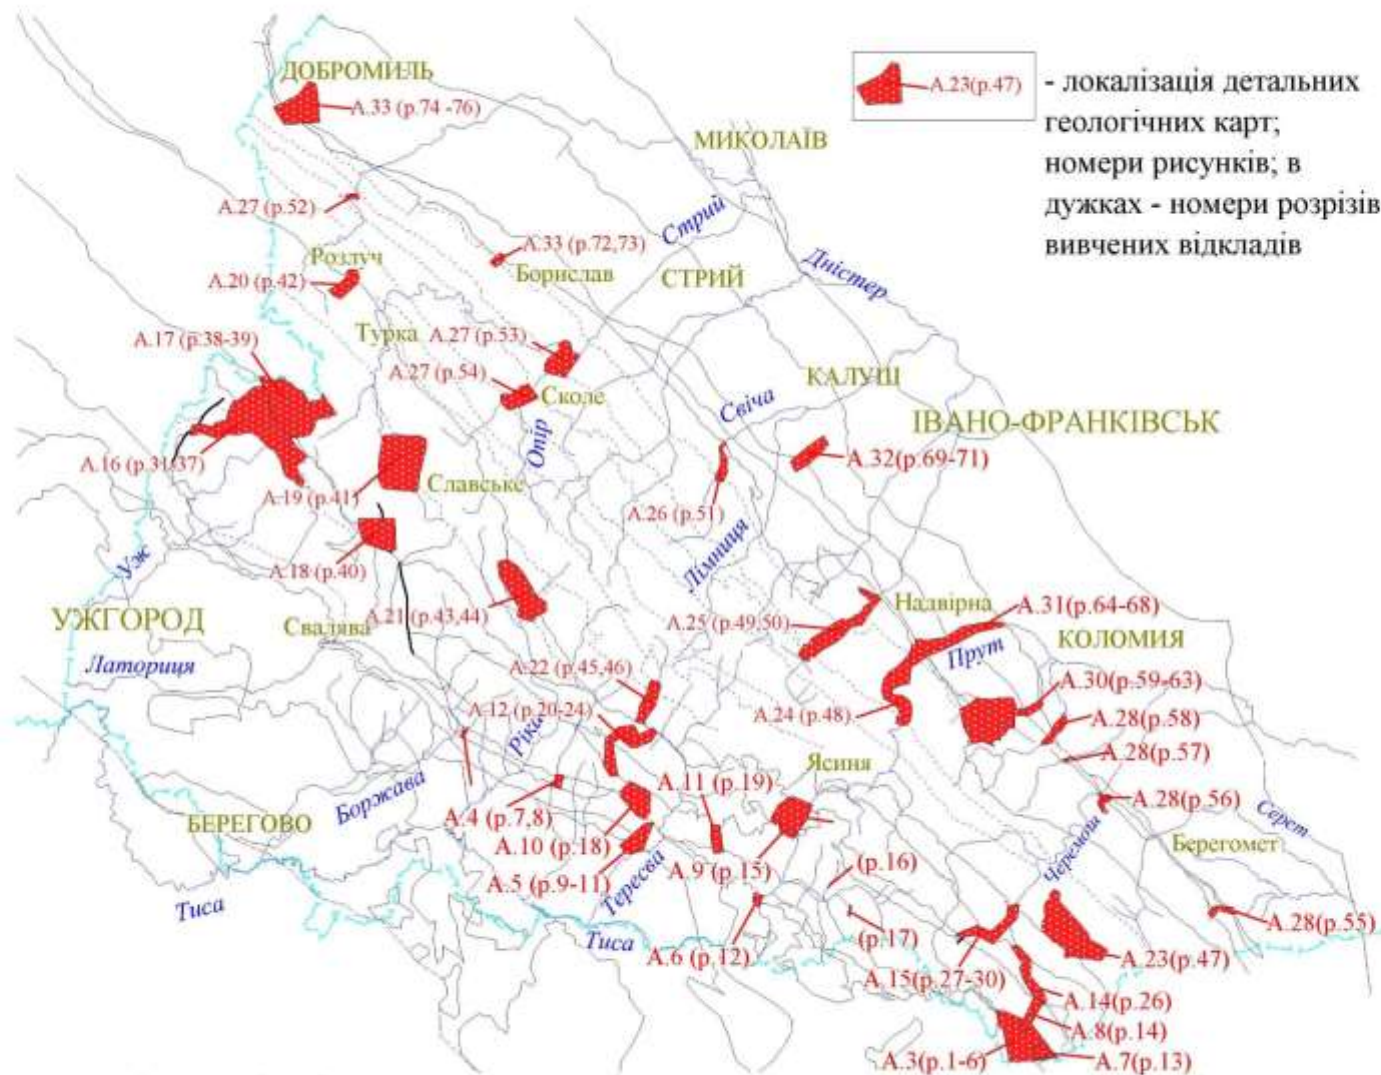 ДОБРОМИЛЬ
А.33 (р.74 -76)
А.23(р.47)
- локалізація детальних
геологічних карт;
номери рисунків; в
дужках - номери розрізів
вивчених відкладів
МИКОЛАЇВ
А.27 (р.52)
Стрий
А.33 (р.72,73)
Розлуч
Борислав
СТРИЙ
Дністер
А.20 (р.42)
Турка
А.27 (р.53)
А.17 (р.38-39)
А.27 (р.54)
Сколе
КАЛУШ
Свіча
ІВАНО-ФРАНКІВСЬК
Опір
А.16 (р.31-37)
А.32(р.69-71)
А.19 (р.41)
Славське
А.26 (р.51)
Лімниця
Уж
А.18 (р.40)
УЖГОРОД
А.21 (р.43,44)
Свалява
А.25 (р.49,50)
Надвірна
А.31(р.64-68)
КОЛОМИЯ
Прут
Латориця
А.22 (р.45,46)
А.30(р.59-63)
А.12 (р.20-24)
А.24 (р.48)
А.28(р.58)
Ріка
А.28(р.57)
Ясиня
А.11 (р.19)
Боржава
А.4 (р.7,8)
А.28(р.56)
Серет
БЕРЕГОВО
А.10 (р.18)
Черемош
Берегомет
А.5 (р.9-11)
А.9 (р.15)
(р.16)
Тересва
Тиса
Тиса
(р.17)
А.28(р.55)
А.6 (р.12)
А.23(р.47)
А.15(р.27-30)
А.14(р.26)
А.8(р.14)
А.3(р.1-6)
А.7(р.13)